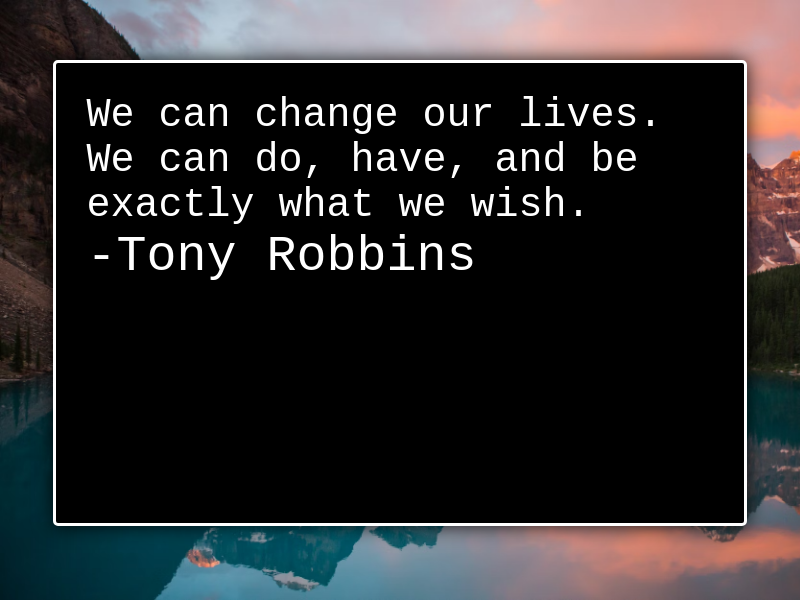 We can change our lives.
We can do, have, and be
exactly what we wish.
-Tony Robbins